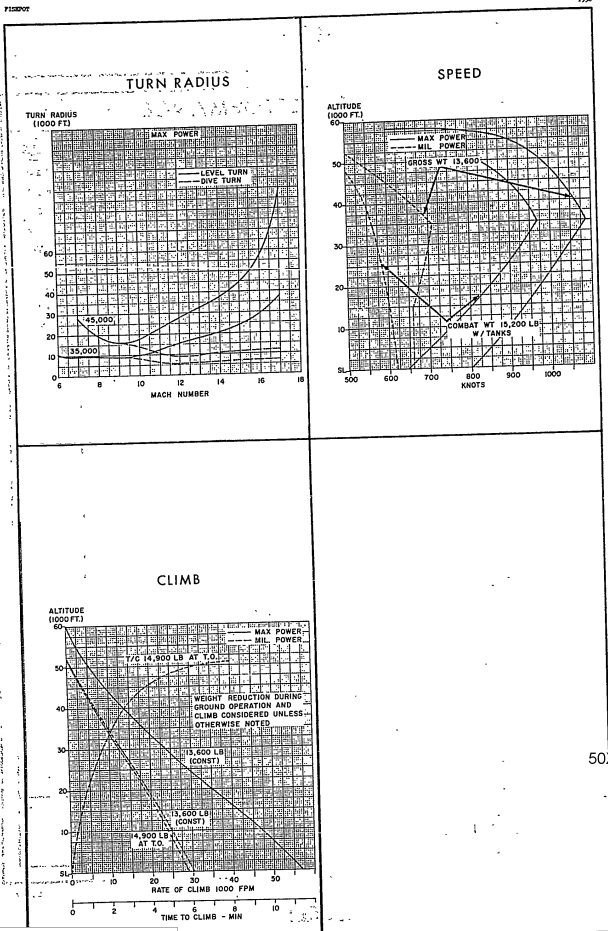 FISHPOT
TURN RADIUS
TURN RADIUS
(1000 FT.)
MAX POWER
LEVEL TURN
DIVE TURN
60
50
40
30
20
10
0
45,000
35,000
6
8
10
12
14
16
18
MACH NUMBER
SPEED
ALTITUDE
(1000 FT.)
60
50
40
30
20
10
SL
MAX POWER
MIL POWER
GROSS WT 13,600
COMBAT WT 15,200 LB
W/TANKS
500
600
700
800
900
1000
KNOTS
CLIMB
ALTITUDE
(1000 FT.)
60
50
40
30
20
10
SL
MAX POWER
MIL POWER
T/C 14,900 LB AT T.O.
WEIGHT REDUCTION DURING
GROUND OPERATION AND
CLIMB CONSIDERED UNLESS
OTHERWISE NOTED
13,600 LB
(CONST)
13,600 LB
(CONST)
14,900 LB
AT T.O.
0
10
20
30
40
50
RATE OF CLIMB 1000 FPM
0
2
4
6
8
10
TIME TO CLIMB - MIN
50X